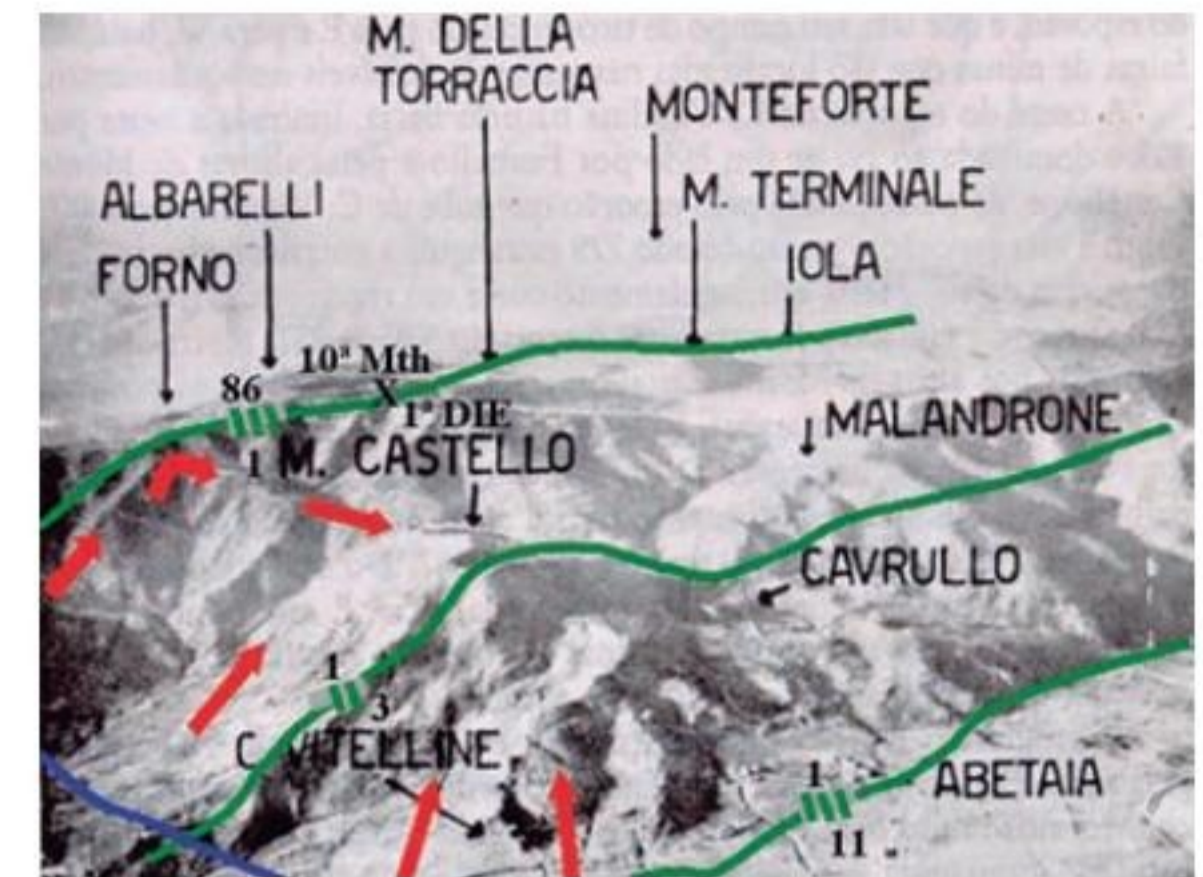 M. DELLA
TORRACCIA
MONTEFORTE
ALBARELLI
M. TERMINALE
FORNO
IOLA
10ª Mth
86
X
1ª DIE
1
M. CASTELLO
MALANDRONE
CAVRULLO
1
3
C. VITELLINE
1
ABETAIA
11